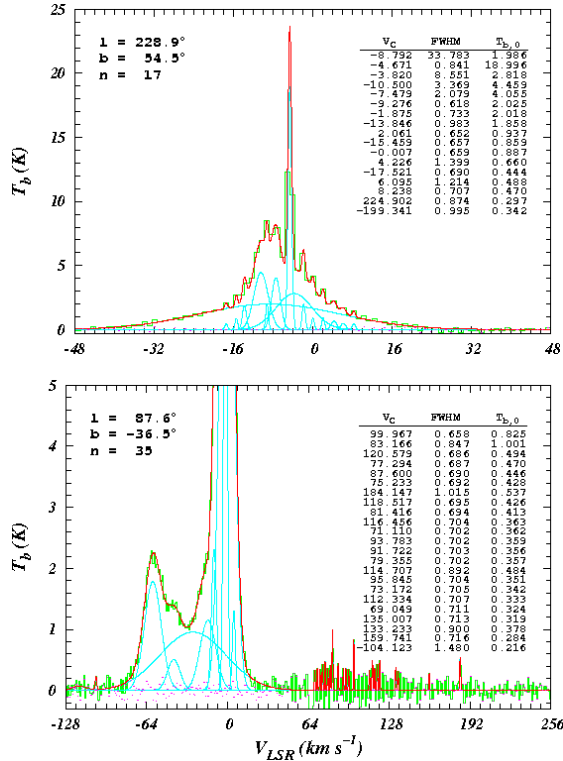 25
20
15
10
5
0
T_b (K)
l = 228.9°
b = 54.5°
n = 17
V_C FWHM T_b,0
-8.792 33.783 1.986
-4.671 0.841 18.996
-3.820 8.551 2.818
-10.500 3.369 4.459
-7.479 2.079 4.055
-9.276 0.618 2.025
-1.875 0.733 2.018
-13.846 0.983 1.858
2.061 0.652 0.937
-15.459 0.657 0.859
-0.007 0.659 0.887
4.226 1.399 0.660
-17.521 0.690 0.444
6.095 1.214 0.488
8.238 0.707 0.470
224.902 0.874 0.297
-199.341 0.995 0.342
-48 -32 -16 0 16 32 48
5
4
3
2
1
0
T_b (K)
l = 87.6°
b = -36.5°
n = 35
V_C FWHM T_b,0
99.967 0.658 0.825
83.166 0.847 1.001
120.579 0.686 0.494
77.294 0.687 0.470
87.600 0.690 0.446
75.233 0.692 0.428
184.147 1.015 0.537
118.517 0.695 0.426
81.416 0.694 0.413
116.456 0.704 0.363
71.110 0.702 0.362
93.783 0.702 0.359
91.722 0.703 0.356
79.355 0.702 0.357
114.707 0.892 0.484
95.845 0.704 0.351
73.172 0.705 0.342
112.334 0.707 0.333
69.049 0.711 0.324
135.007 0.713 0.319
133.233 0.900 0.378
159.741 0.716 0.284
-104.123 1.480 0.216
-128 -64 0 64 128 192 256
V_LSR (km s⁻¹)